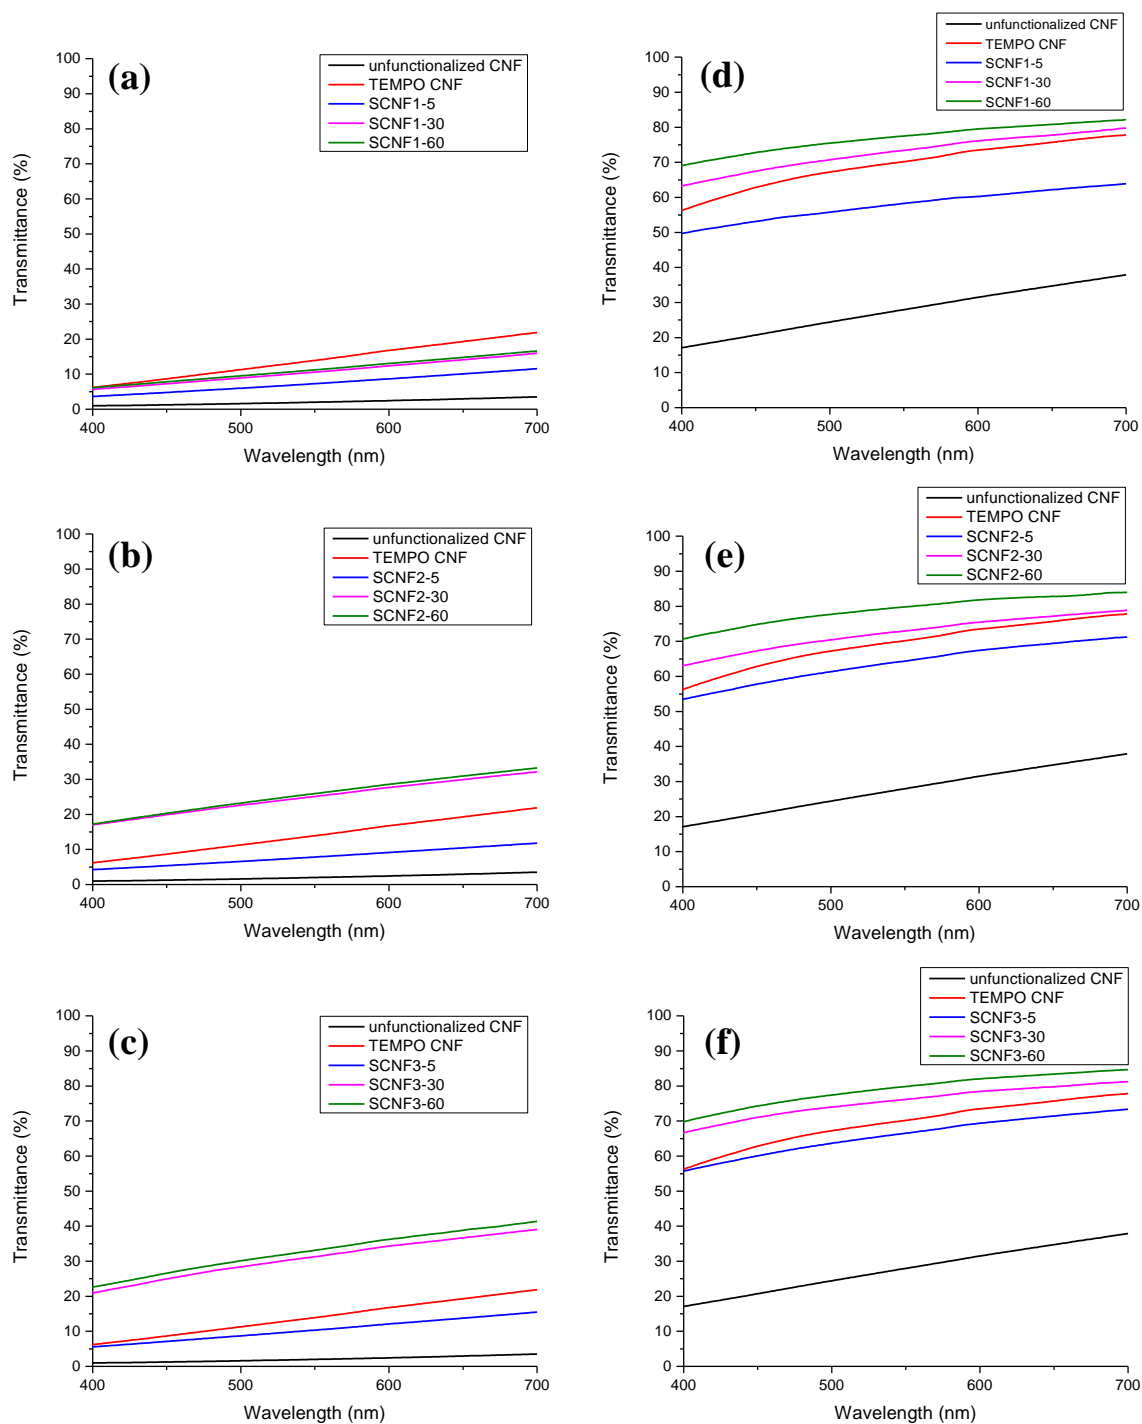 (a)
unfunctionalized CNF
TEMPO CNF
SCNF1-5
SCNF1-30
SCNF1-60
Transmittance (%)
100
90
80
70
60
50
40
30
20
10
0
400
500
600
700
Wavelength (nm)
(d)
unfunctionalized CNF
TEMPO CNF
SCNF1-5
SCNF1-30
SCNF1-60
Transmittance (%)
100
90
80
70
60
50
40
30
20
10
0
400
500
600
700
Wavelength (nm)
(b)
unfunctionalized CNF
TEMPO CNF
SCNF2-5
SCNF2-30
SCNF2-60
Transmittance (%)
100
90
80
70
60
50
40
30
20
10
0
400
500
600
700
Wavelength (nm)
(e)
unfunctionalized CNF
TEMPO CNF
SCNF2-5
SCNF2-30
SCNF2-60
Transmittance (%)
100
90
80
70
60
50
40
30
20
10
0
400
500
600
700
Wavelength (nm)
(c)
unfunctionalized CNF
TEMPO CNF
SCNF3-5
SCNF3-30
SCNF3-60
Transmittance (%)
100
90
80
70
60
50
40
30
20
10
0
400
500
600
700
Wavelength (nm)
(f)
unfunctionalized CNF
TEMPO CNF
SCNF3-5
SCNF3-30
SCNF3-60
Transmittance (%)
100
90
80
70
60
50
40
30
20
10
0
400
500
600
700
Wavelength (nm)